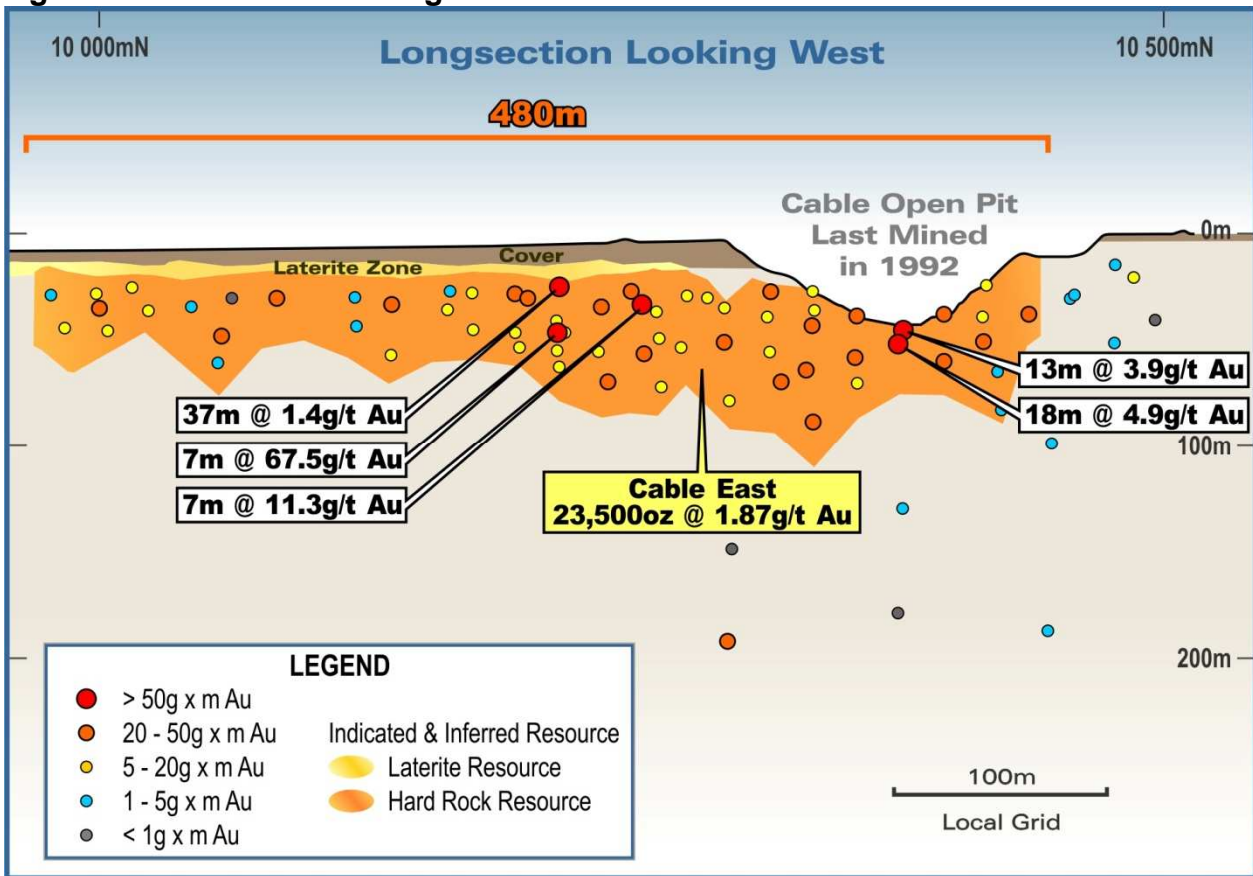 10 000mN
10 500mN
Longsection Looking West
480m
Cable Open Pit
Last Mined
in 1992
0m
Cover
Laterite Zone
13m @ 3.9g/t Au
37m @ 1.4g/t Au
18m @ 4.9g/t Au
7m @ 67.5g/t Au
100m
7m @ 11.3g/t Au
Cable East
23,500oz @ 1.87g/t Au
200m
LEGEND
> 50g x m Au
20 - 50g x m Au
5 - 20g x m Au
1 - 5g x m Au
< 1g x m Au
Indicated & Inferred Resource
Laterite Resource
Hard Rock Resource
100m
Local Grid